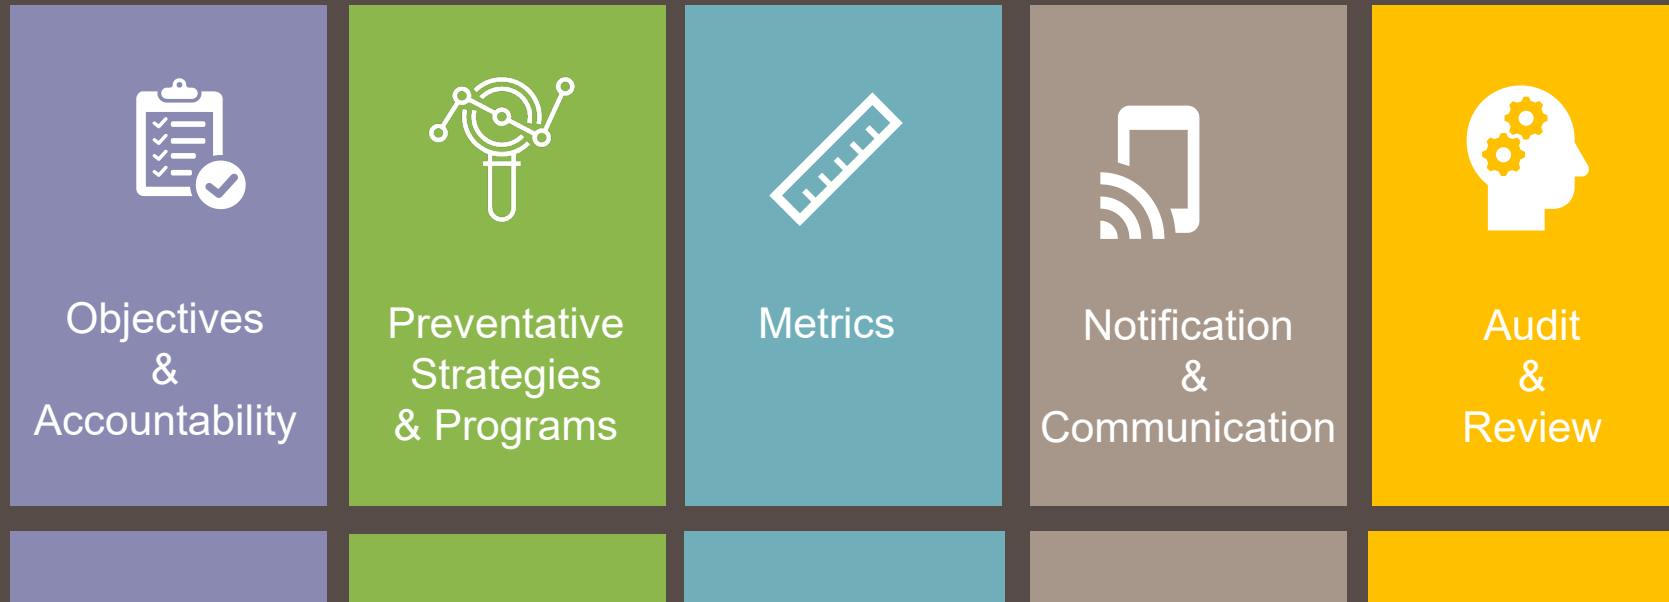 Objectives
&
Accountability
Preventative
Strategies
& Programs
Metrics
Notification
&
Communication
Audit
&
Review